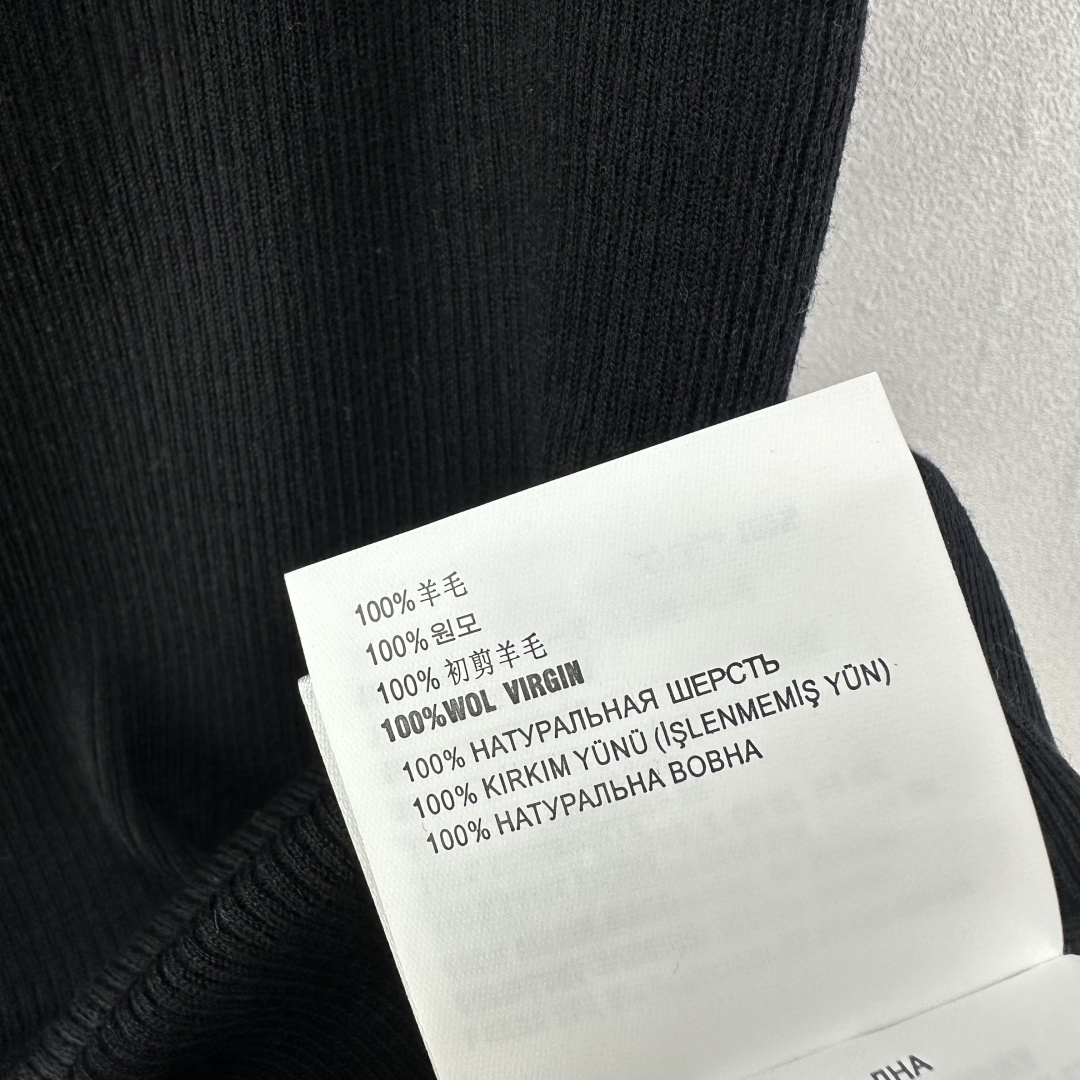 100%羊毛
100%원모
100% 初剪羊毛
100%WOL VIRGIN
100% НАТУРАЛЬНАЯ ШЕРСТЬ
100% KIRKIM YÜNÜ (İŞLENMEMİŞ YÜN)
100% НАТУРАЛЬНА ВОВНА